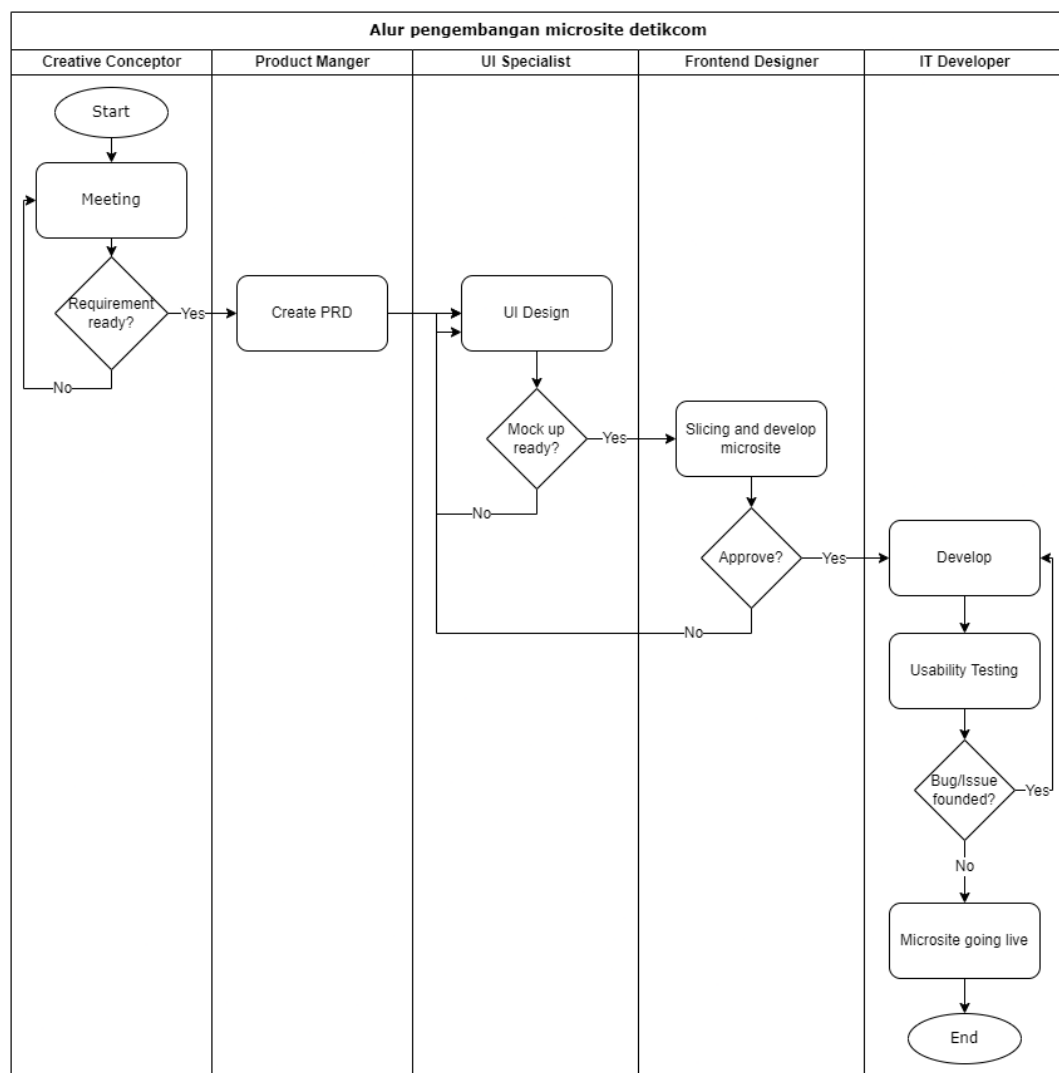 Alur pengembangan microsite detikcom
Creative Conceptor
Product Manger
UI Specialist
Frontend Designer
IT Developer
Start
Meeting
Requirement
ready?
Yes
No
Create PRD
UI Design
Mock up
ready?
Yes
No
Slicing and develop
microsite
Approve?
Yes
No
Develop
Usability Testing
Bug/Issue
founded?
Yes
No
Microsite going live
End